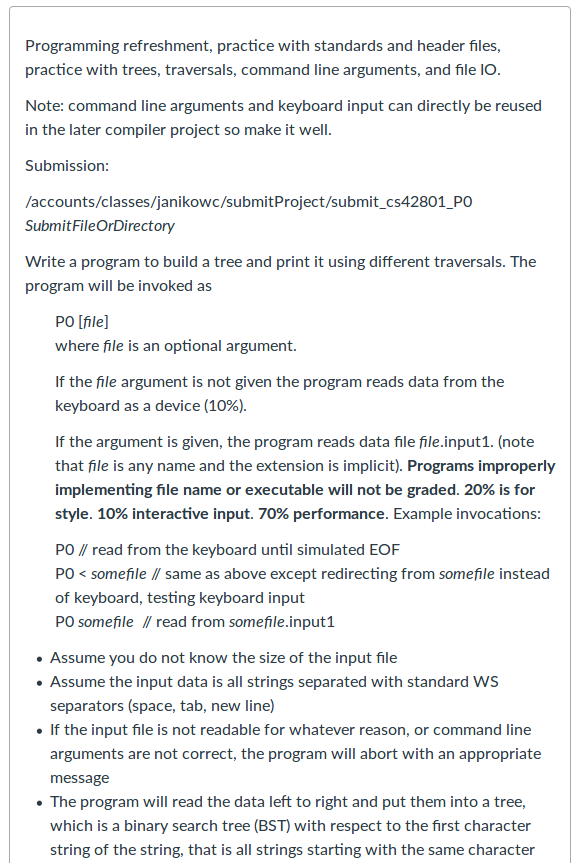 Programming refreshment, practice with standards and header files,
practice with trees, traversals, command line arguments, and file IO.
Note: command line arguments and keyboard input can directly be reused
in the later compiler project so make it well.
Submission:
/accounts/classes/janikowc/submitProject/submit_cs42801_P0
SubmitFileOrDirectory
Write a program to build a tree and print it using different traversals. The
program will be invoked as
P0 [file]
where file is an optional argument.
If the file argument is not given the program reads data from the
keyboard as a device (10%).
If the argument is given, the program reads data file file.input1. (note
that file is any name and the extension is implicit). Programs improperly
implementing file name or executable will not be graded. 20% is for
style. 10% interactive input. 70% performance. Example invocations:
P0 // read from the keyboard until simulated EOF
P0 < somefile // same as above except redirecting from somefile instead
of keyboard, testing keyboard input
P0 somefile // read from somefile.input1
• Assume you do not know the size of the input file
• Assume the input data is all strings separated with standard WS
separators (space, tab, new line)
• If the input file is not readable for whatever reason, or command line
arguments are not correct, the program will abort with an appropriate
message
• The program will read the data left to right and put them into a tree,
which is a binary search tree (BST) with respect to the first character
string of the string, that is all strings starting with the same character